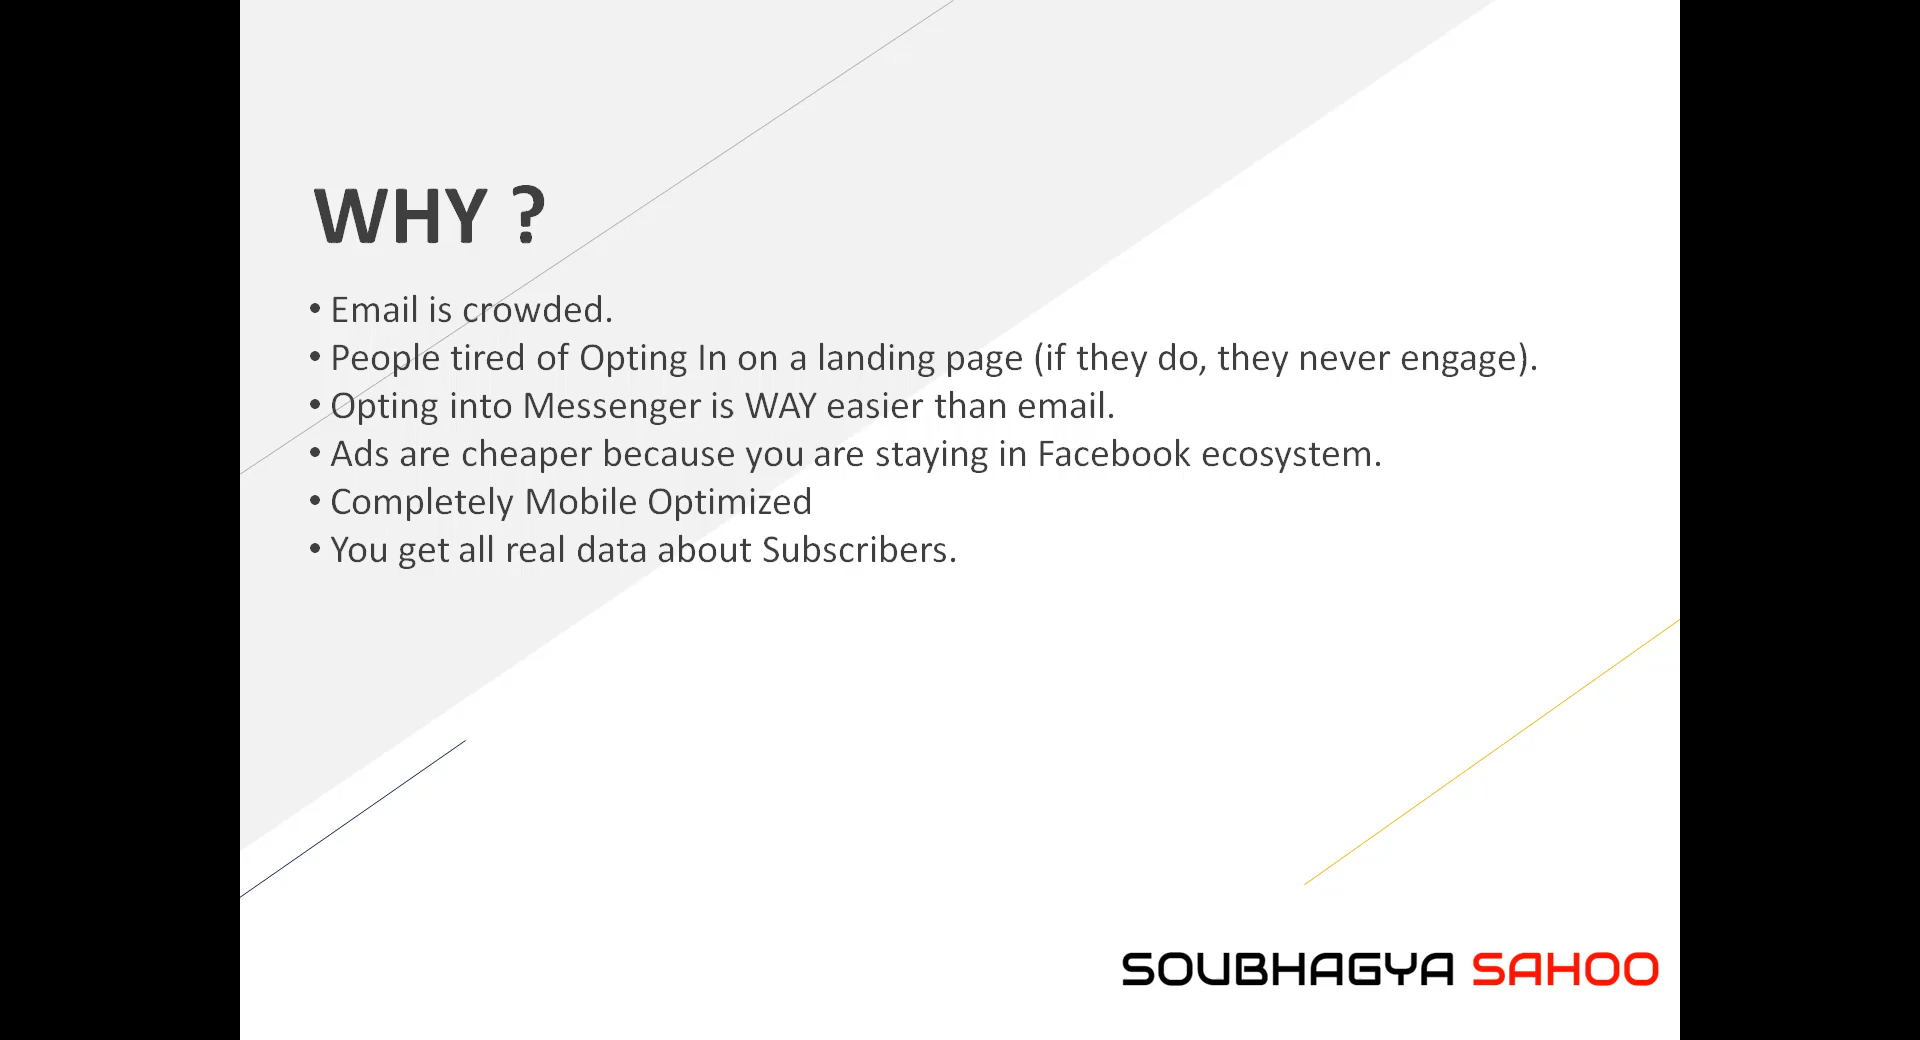 WHY ?
• Email is crowded.
• People tired of Opting In on a landing page (if they do, they never engage).
• Opting into Messenger is WAY easier than email.
• Ads are cheaper because you are staying in Facebook ecosystem.
• Completely Mobile Optimized
• You get all real data about Subscribers.
SOUBHAGYA SAHOO